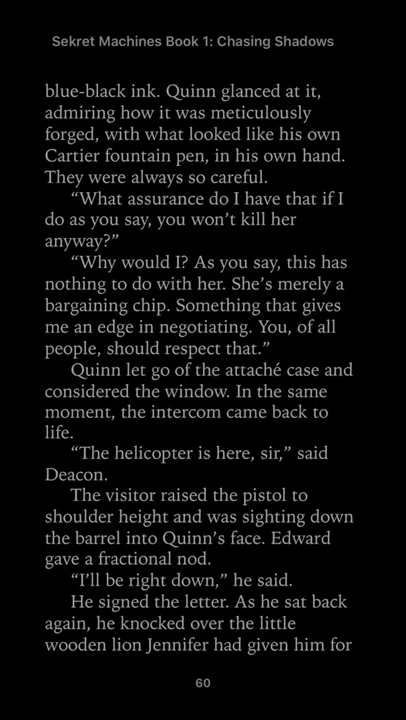 Sekret Machines Book 1: Chasing Shadows
blue-black ink. Quinn glanced at it,
admiring how it was meticulously
forged, with what looked like his own
Cartier fountain pen, in his own hand.
They were always so careful.
“What assurance do I have that if I
do as you say, you won’t kill her
anyway?”
“Why would I? As you say, this has
nothing to do with her. She’s merely a
bargaining chip. Something that gives
me an edge in negotiating. You, of all
people, should respect that.”
Quinn let go of the attaché case and
considered the window. In the same
moment, the intercom came back to
life.
“The helicopter is here, sir,” said
Deacon.
The visitor raised the pistol to
shoulder height and was sighting down
the barrel into Quinn’s face. Edward
gave a fractional nod.
“I’ll be right down,” he said.
He signed the letter. As he sat back
again, he knocked over the little
wooden lion Jennifer had given him for
60